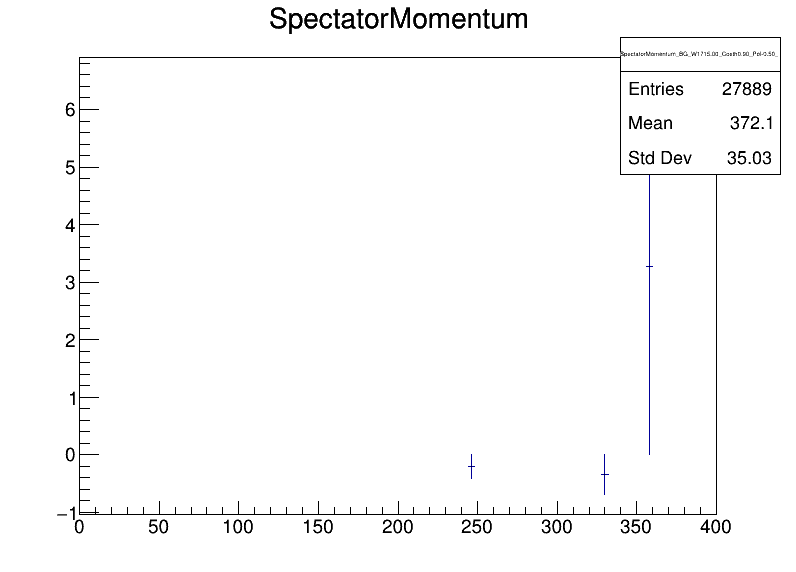 SpectatorMomentum
SpectatorMomentum_BG_W1715.00_Costh0.90_Pol-0.50_
Entries 27889
Mean 372.1
Std Dev 35.03
6
5
4
3
2
1
0
−1
0 50 100 150 200 250 300 350 400